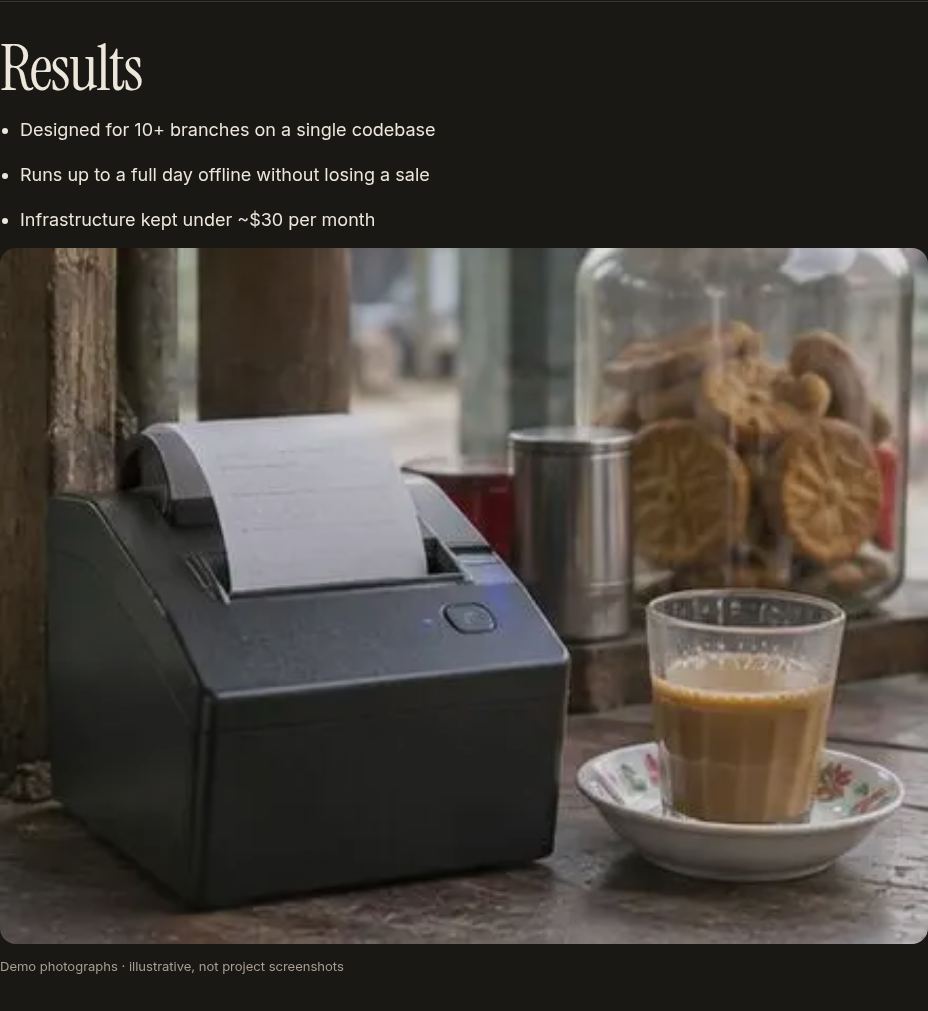 Results
Designed for 10+ branches on a single codebase
Runs up to a full day offline without losing a sale
Infrastructure kept under ~$30 per month
Demo photographs · illustrative, not project screenshots